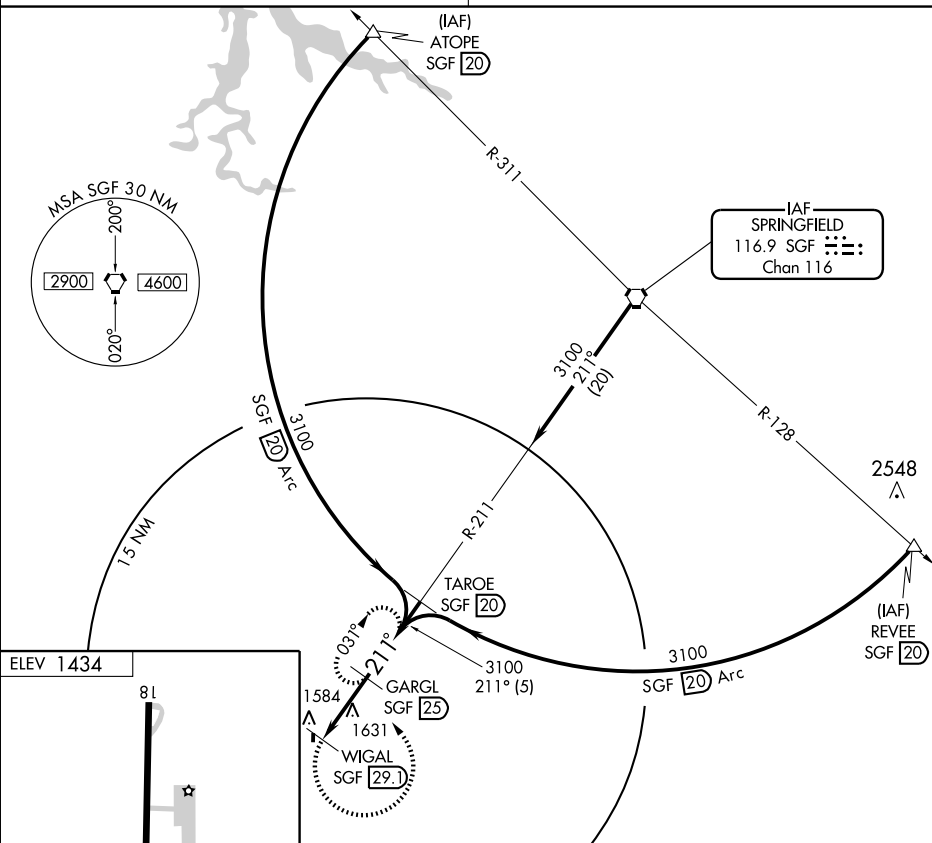 (IAF)
ATOPE
SGF 20
R-311
MSA SGF 30 NM
200°
2900
4600
020°
IAF
SPRINGFIELD
116.9 SGF
Chan 116
3100
211°
(20)
R-128
2548
3100
SGF 20 Arc
R-211
15 NM
TAROE
SGF 20
(IAF)
REVEE
SGF 20
031°
211°
3100
211° (5)
3100
SGF 20 Arc
GARGL
SGF 25
1584
1631
WIGAL
SGF 29.1
ELEV 1434
18